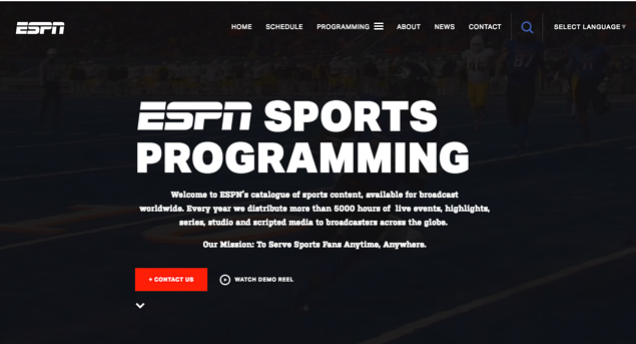 ESPN
HOME SCHEDULE PROGRAMMING ABOUT NEWS CONTACT SELECT LANGUAGE
ESPN SPORTS
PROGRAMMING
Welcome to ESPN's catalogue of sports content, available for broadcast
worldwide. Every year we distribute more than 5000 hours of live events, highlights,
series, studio and scripted media to broadcasters across the globe.
Our Mission: To Serve Sports Fans Anytime, Anywhere.
+ CONTACT US WATCH DEMO REEL